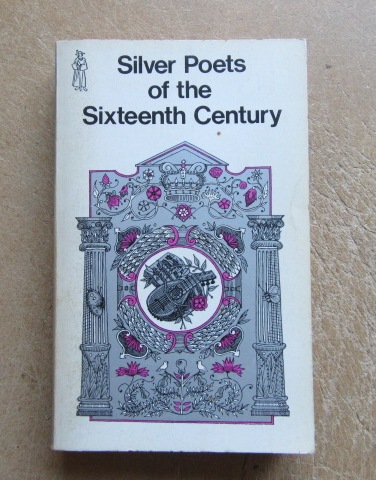 Silver Poets
of the
Sixteenth Century